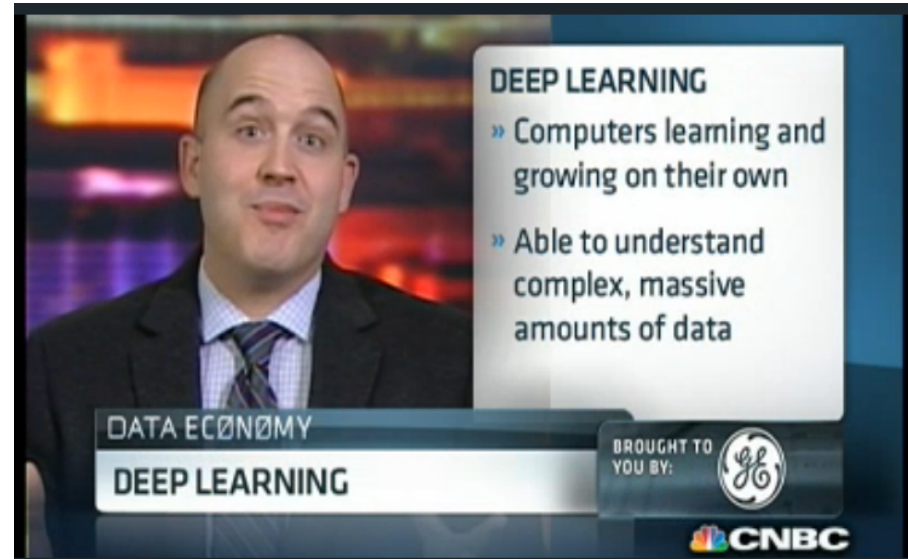 DEEP LEARNING
» Computers learning and
growing on their own
» Able to understand
complex, massive
amounts of data
DATA ECØNØMY
DEEP LEARNING
BROUGHT TO
YOU BY:
GE
CNBC